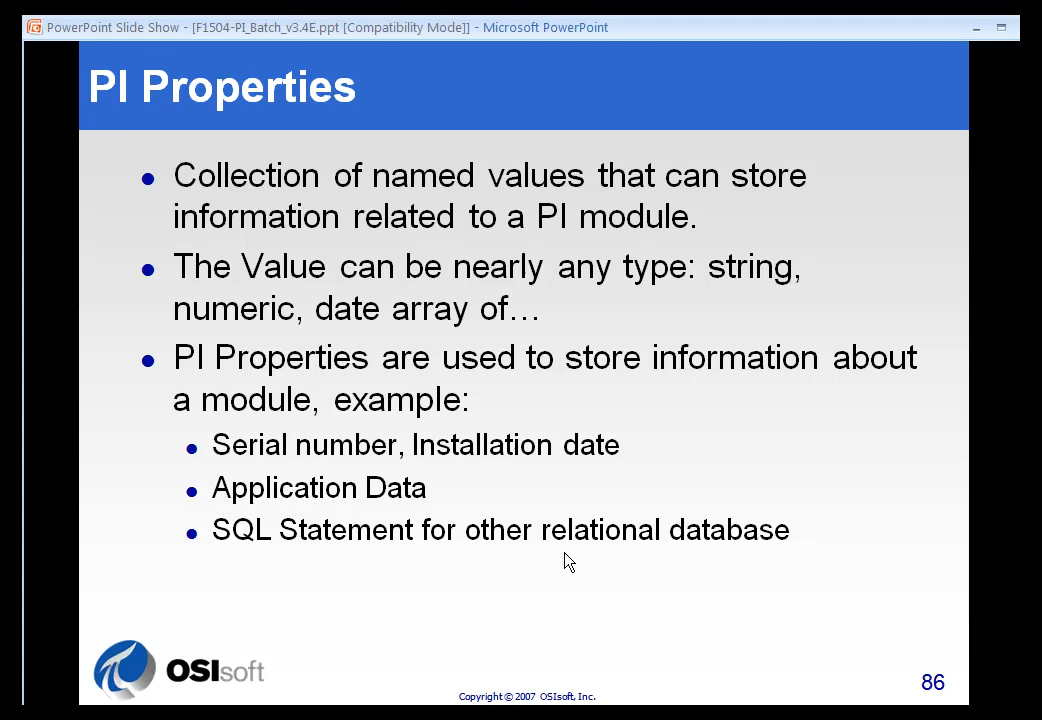 PowerPoint Slide Show - [F1504-PI_Batch_v3.4E.ppt [Compatibility Mode]] - Microsoft PowerPoint
PI Properties
• Collection of named values that can store
information related to a PI module.
• The Value can be nearly any type: string,
numeric, date array of…
• PI Properties are used to store information about
a module, example:
• Serial number, Installation date
• Application Data
• SQL Statement for other relational database
OSIsoft
Copyright © 2007 OSIsoft, Inc.
86